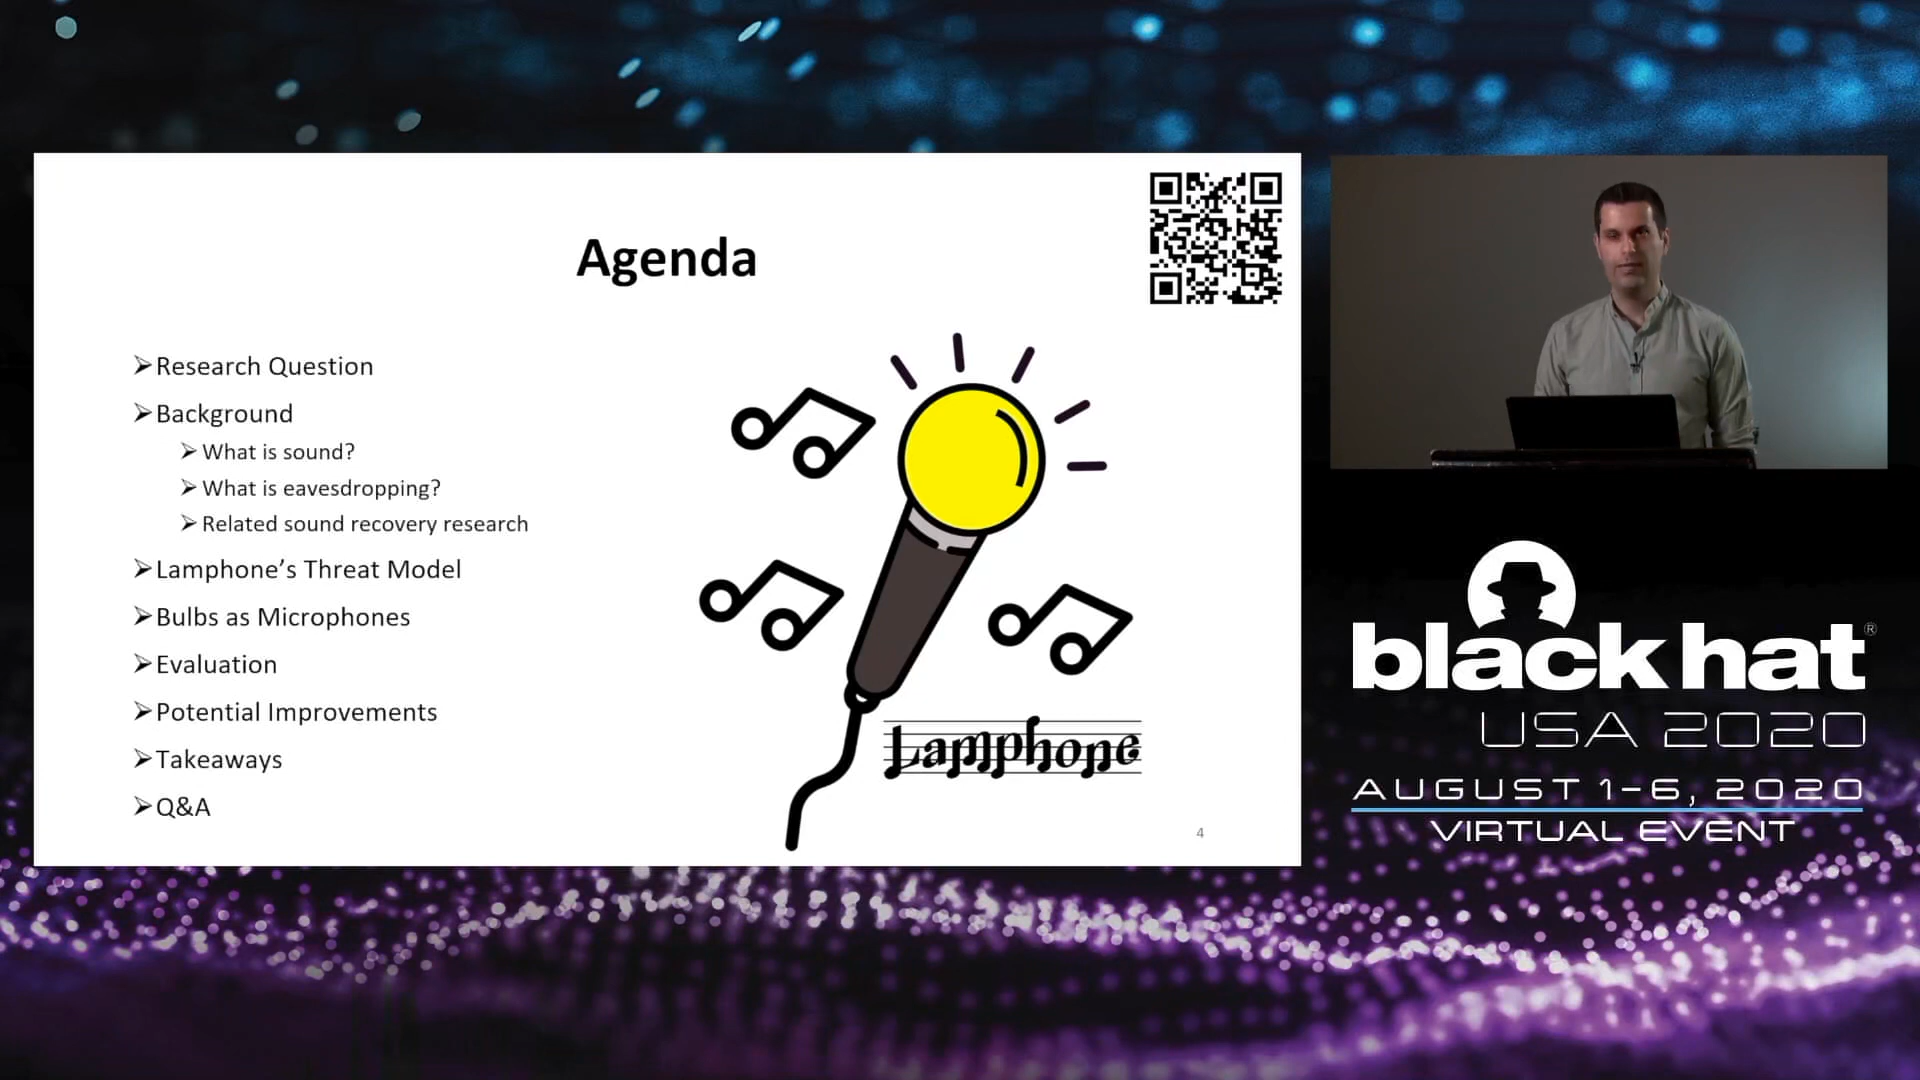 Agenda
Research Question
Background
What is sound?
What is eavesdropping?
Related sound recovery research
Lamphone’s Threat Model
Bulbs as Microphones
Evaluation
Potential Improvements
Takeaways
Q&A
Lamphone
4
black hat®
USA 2020
AUGUST 1-6, 2020
VIRTUAL EVENT